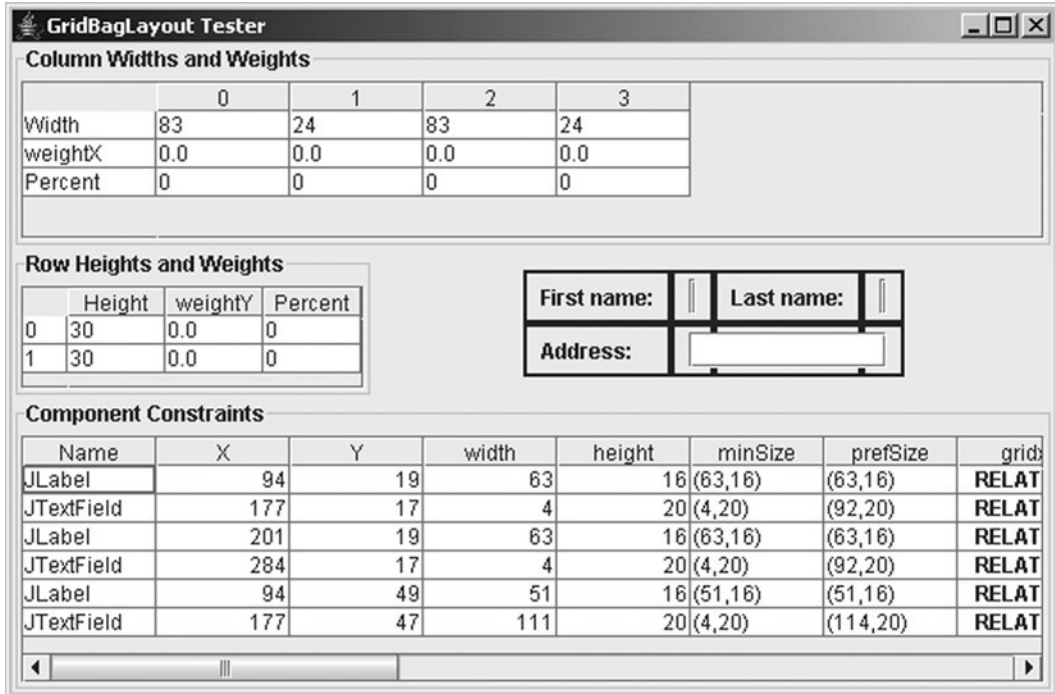 GridBagLayout Tester
Column Widths and Weights
0 1 2 3
Width 83 24 83 24
weightX 0.0 0.0 0.0 0.0
Percent 0 0 0 0
Row Heights and Weights
Height weightY Percent
0 30 0.0 0
1 30 0.0 0
First name: Last name:
Address:
Component Constraints
Name X Y width height minSize prefSize grid
JLabel 94 19 63 16 (63,16) (63,16) RELAT
JTextField 177 17 4 20 (4,20) (92,20) RELAT
JLabel 201 19 63 16 (63,16) (63,16) RELAT
JTextField 284 17 4 20 (4,20) (92,20) RELAT
JLabel 94 49 51 16 (51,16) (51,16) RELAT
JTextField 177 47 111 20 (4,20) (114,20) RELAT